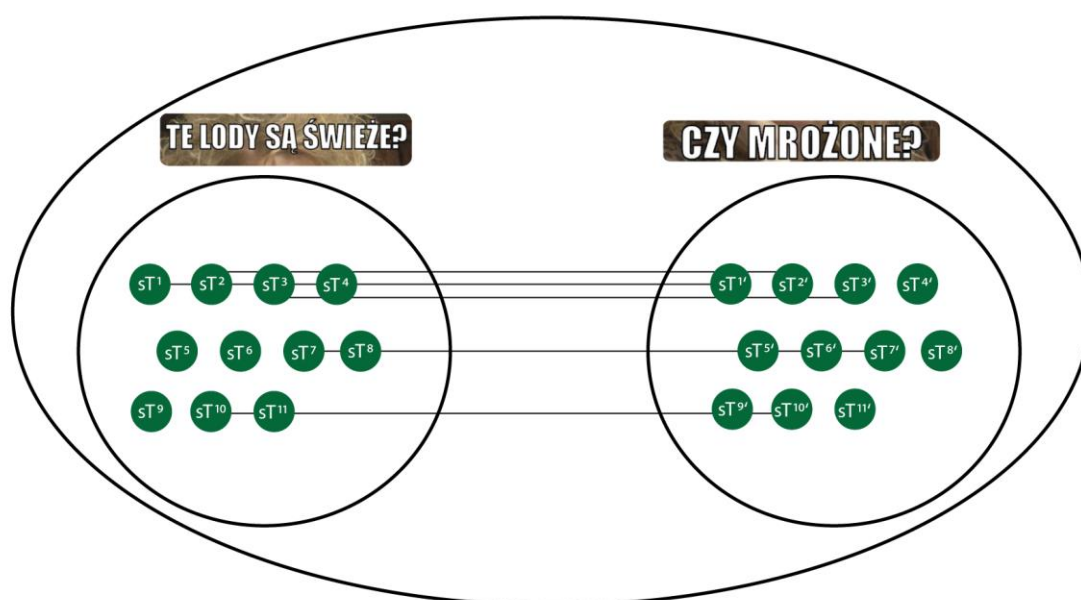 TE LODY SĄ ŚWIEŻE?
CZY MROŻONE?
sT¹ sT² sT³ sT⁴
sT¹′ sT²′ sT³′ sT⁴′
sT⁵ sT⁶ sT⁷ sT⁸
sT⁵′ sT⁶′ sT⁷′ sT⁸′
sT⁹ sT¹⁰ sT¹¹
sT⁹′ sT¹⁰′ sT¹¹′